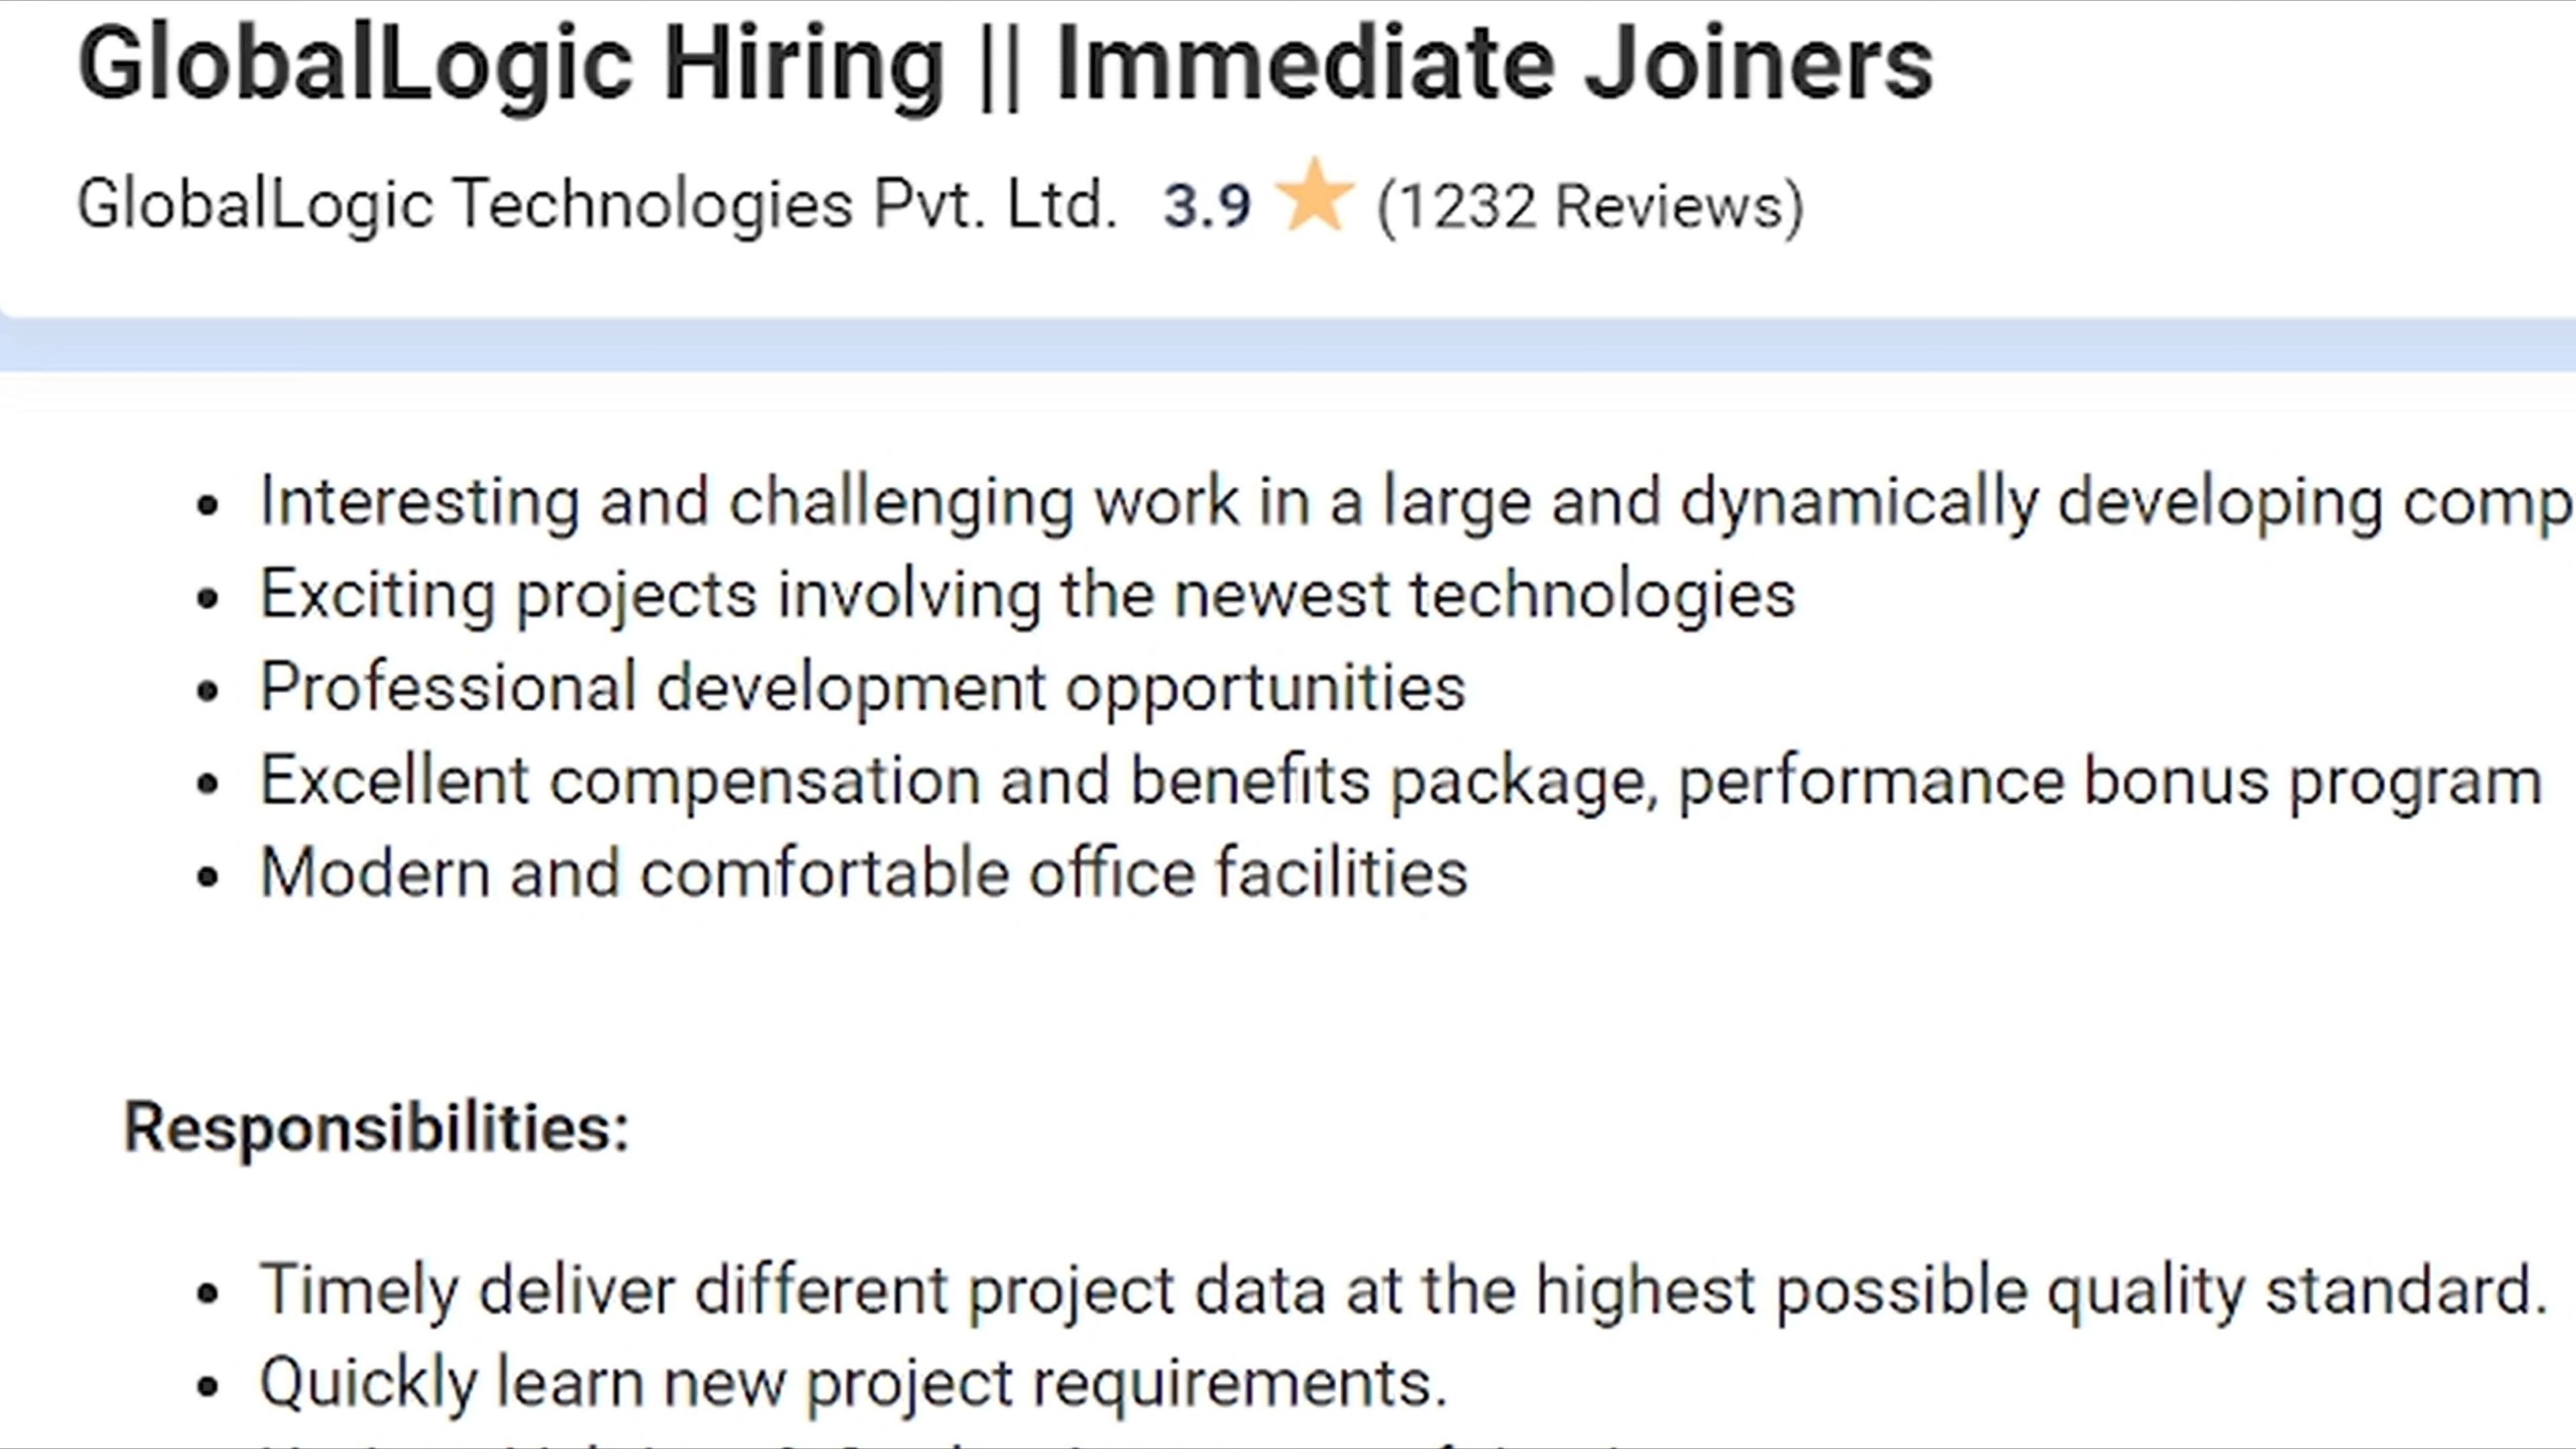 GlobalLogic Hiring || Immediate Joiners
GlobalLogic Technologies Pvt. Ltd. 3.9 ★ (1232 Reviews)
• Interesting and challenging work in a large and dynamically developing comp
• Exciting projects involving the newest technologies
• Professional development opportunities
• Excellent compensation and benefits package, performance bonus program
• Modern and comfortable office facilities
Responsibilities:
• Timely deliver different project data at the highest possible quality standard.
• Quickly learn new project requirements.